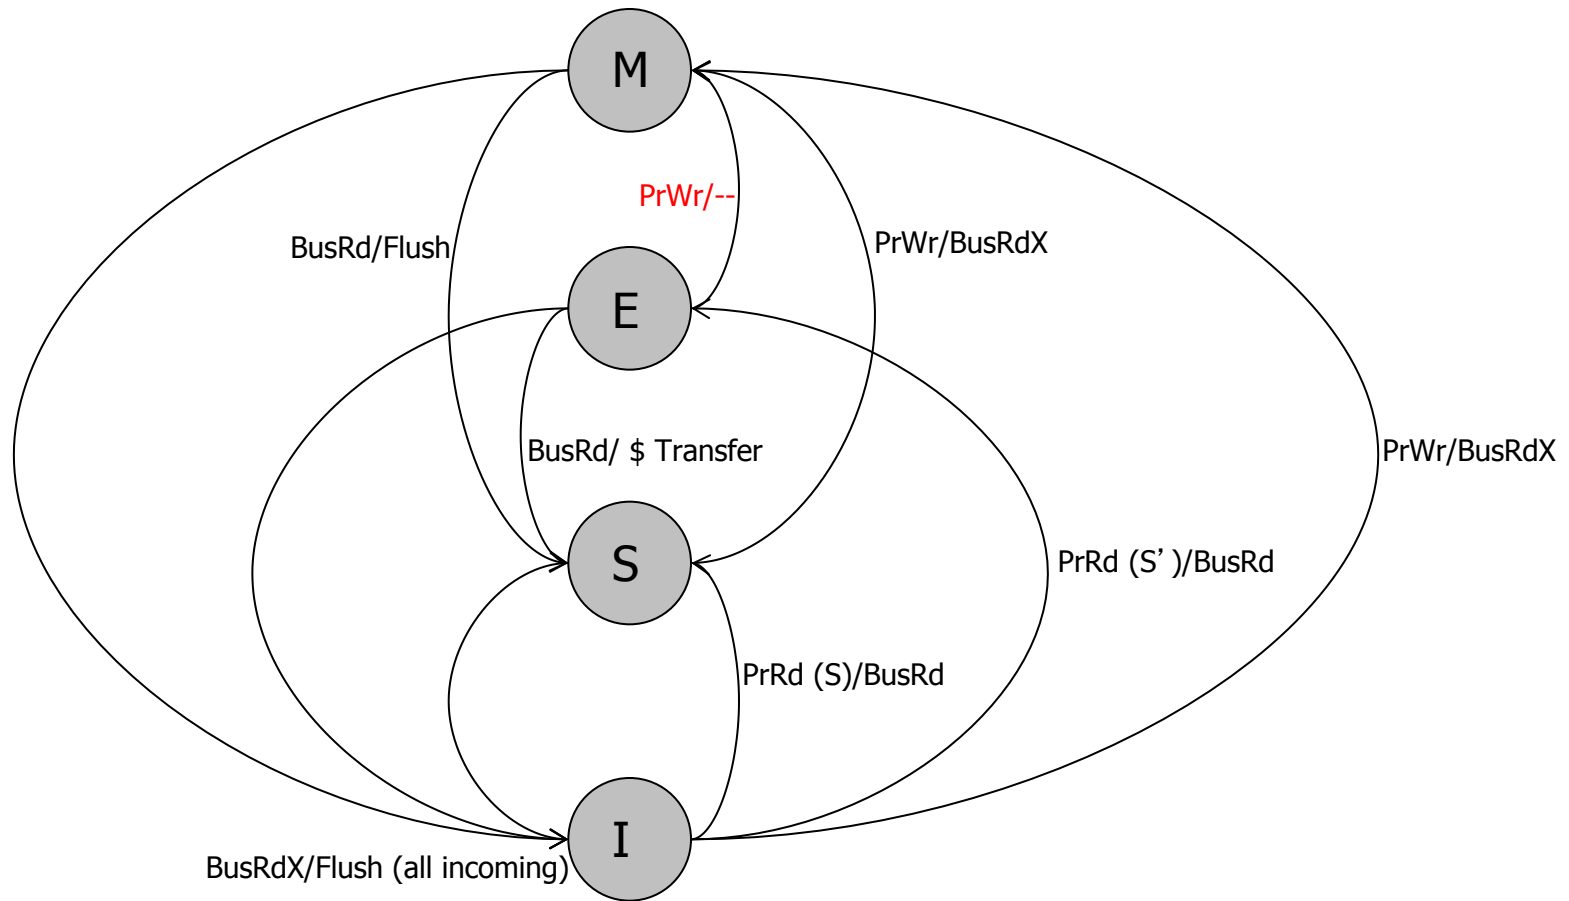 M
PrWr/--
BusRd/Flush
PrWr/BusRdX
E
BusRd/ $ Transfer
PrWr/BusRdX
S
PrRd (S’ )/BusRd
PrRd (S)/BusRd
I
BusRdX/Flush (all incoming)